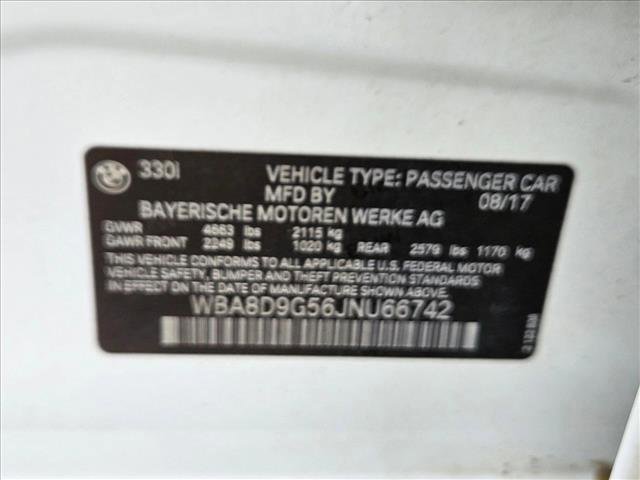 330i VEHICLE TYPE: PASSENGER CAR
MFD BY 08/17
BAYERISCHE MOTOREN WERKE AG
GVWR 4663 lbs 2115 kg
GAWR FRONT 2249 lbs 1020 kg REAR 2579 lbs 1170 kg
THIS VEHICLE CONFORMS TO ALL APPLICABLE U.S. FEDERAL MOTOR
VEHICLE SAFETY, BUMPER AND THEFT PREVENTION STANDARDS
IN EFFECT ON THE DATE OF MANUFACTURE SHOWN ABOVE.
WBA8D9G56JNU66742